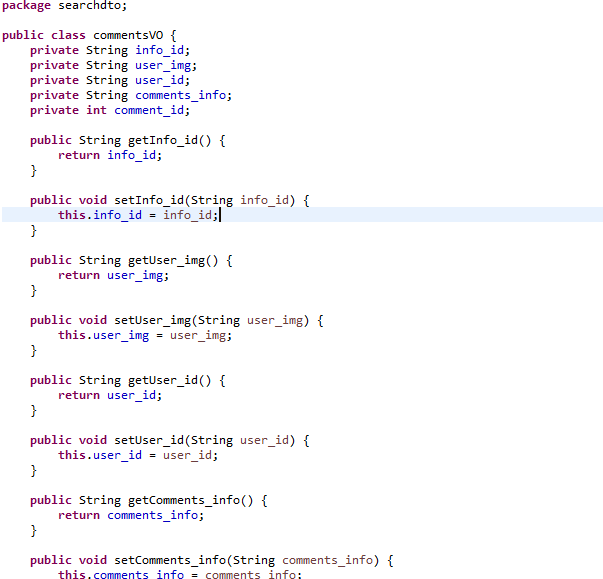 package searchdto;

public class commentsVO {
    private String info_id;
    private String user_img;
    private String user_id;
    private String comments_info;
    private int comment_id;

    public String getInfo_id() {
        return info_id;
    }

    public void setInfo_id(String info_id) {
        this.info_id = info_id;
    }

    public String getUser_img() {
        return user_img;
    }

    public void setUser_img(String user_img) {
        this.user_img = user_img;
    }

    public String getUser_id() {
        return user_id;
    }

    public void setUser_id(String user_id) {
        this.user_id = user_id;
    }

    public String getComments_info() {
        return comments_info;
    }

    public void setComments_info(String comments_info) {
        this.comments_info = comments_info;